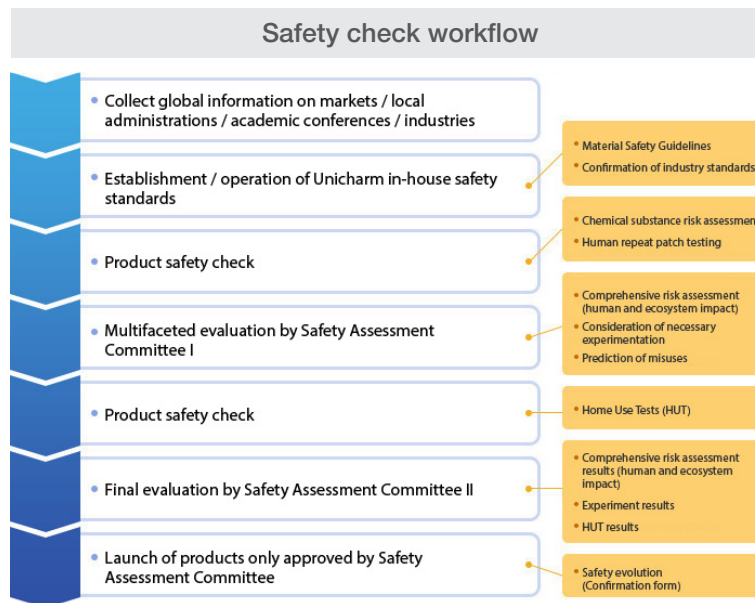 Safety check workflow
Collect global information on markets / local
administrations / academic conferences / industries
Establishment / operation of Unicharm in-house safety
standards
Material Safety Guidelines
Confirmation of industry standards
Product safety check
Chemical substance risk assessmen
Human repeat patch testing
Multifaceted evaluation by Safety Assessment
Committee I
Comprehensive risk assessment
(human and ecosystem impact)
Consideration of necessary
experimentation
Prediction of misuses
Product safety check
Home Use Tests (HUT)
Final evaluation by Safety Assessment Committee II
Comprehensive risk assessment
results (human and ecosystem
impact)
Experiment results
HUT results
Launch of products only approved by Safety
Assessment Committee
Safety evolution
(Confirmation form)